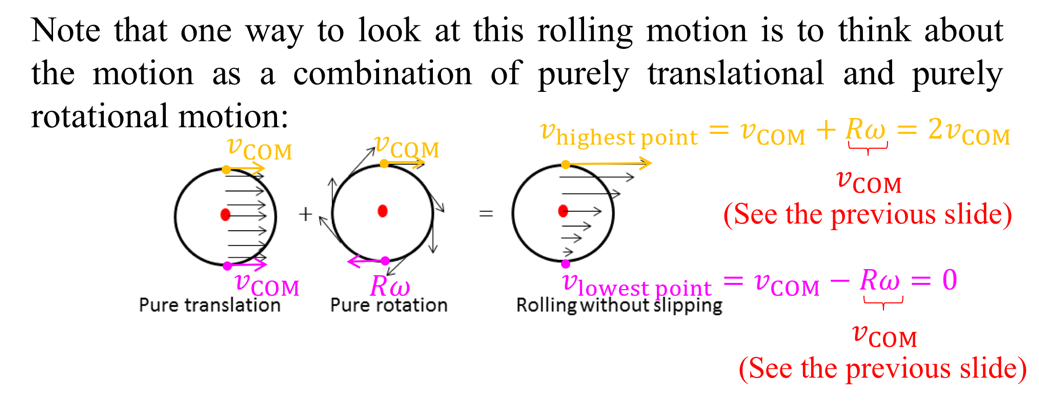 Note that one way to look at this rolling motion is to think about
the motion as a combination of purely translational and purely
rotational motion:
v_COM
v_COM
v_highest point = v_COM + Rω = 2v_COM
v_COM
(See the previous slide)
+
=
v_COM
Rω
v_lowest point = v_COM − Rω = 0
Pure translation
Pure rotation
Rolling without slipping
v_COM
(See the previous slide)